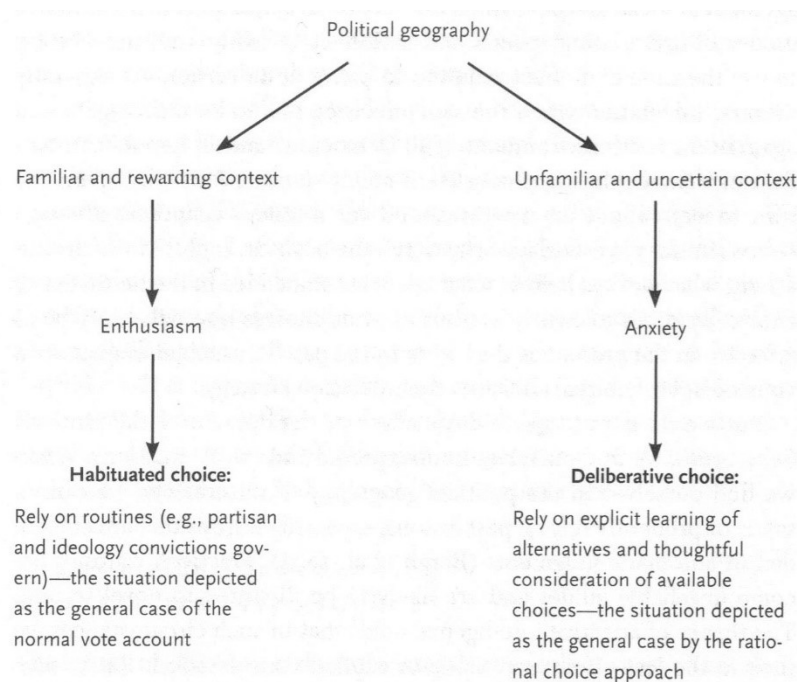 Political geography
Familiar and rewarding context
Unfamiliar and uncertain context
Enthusiasm
Anxiety
Habituated choice:
Rely on routines (e.g., partisan
and ideology convictions gov-
ern)—the situation depicted
as the general case of the
normal vote account
Deliberative choice:
Rely on explicit learning of
alternatives and thoughtful
consideration of available
choices—the situation depicted
as the general case by the ratio-
nal choice approach